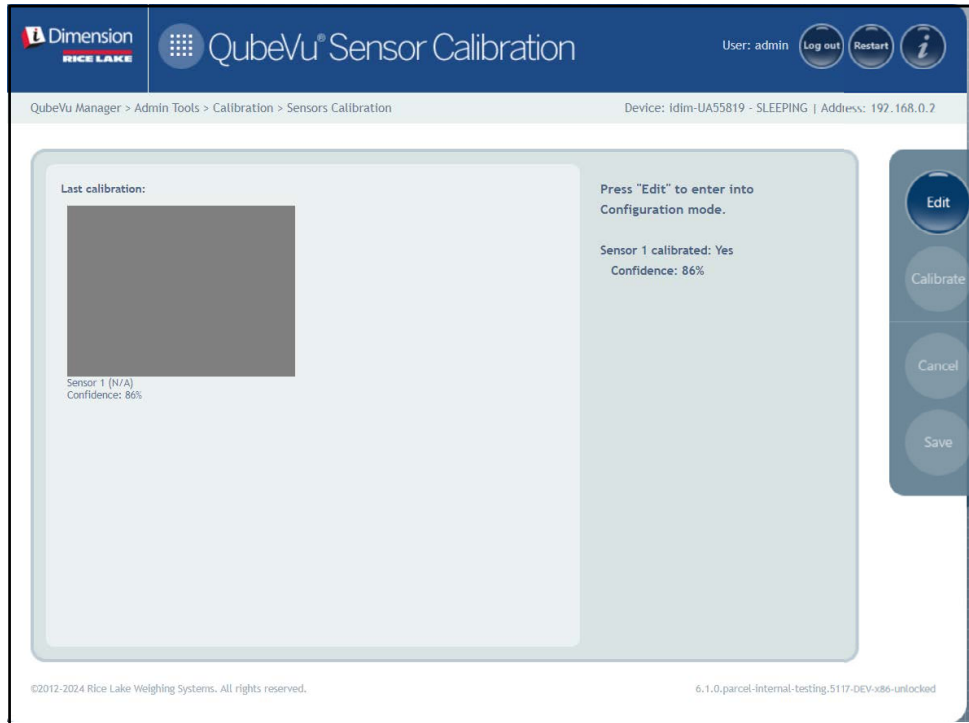 i Dimension
RICE LAKE
QubeVu® Sensor Calibration
User: admin
Log out
Restart
i
QubeVu Manager > Admin Tools > Calibration > Sensors Calibration
Device: idim-UA55819 - SLEEPING | Address: 192.168.0.2
Last calibration:
Sensor 1 (N/A)
Confidence: 86%
Press "Edit" to enter into
Configuration mode.
Sensor 1 calibrated: Yes
Confidence: 86%
Edit
Calibrate
Cancel
Save
©2012-2024 Rice Lake Weighing Systems. All rights reserved.
6.1.0.parcel-internal-testing.5117-DEV-x86-unlocked